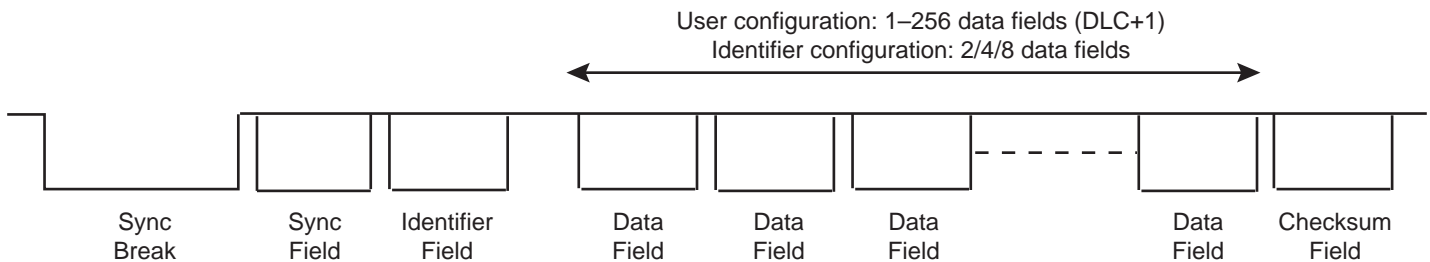 User configuration: 1–256 data fields (DLC+1)
Identifier configuration: 2/4/8 data fields
Sync
Break
Sync
Field
Identifier
Field
Data
Field
Data
Field
Data
Field
Data
Field
Checksum
Field